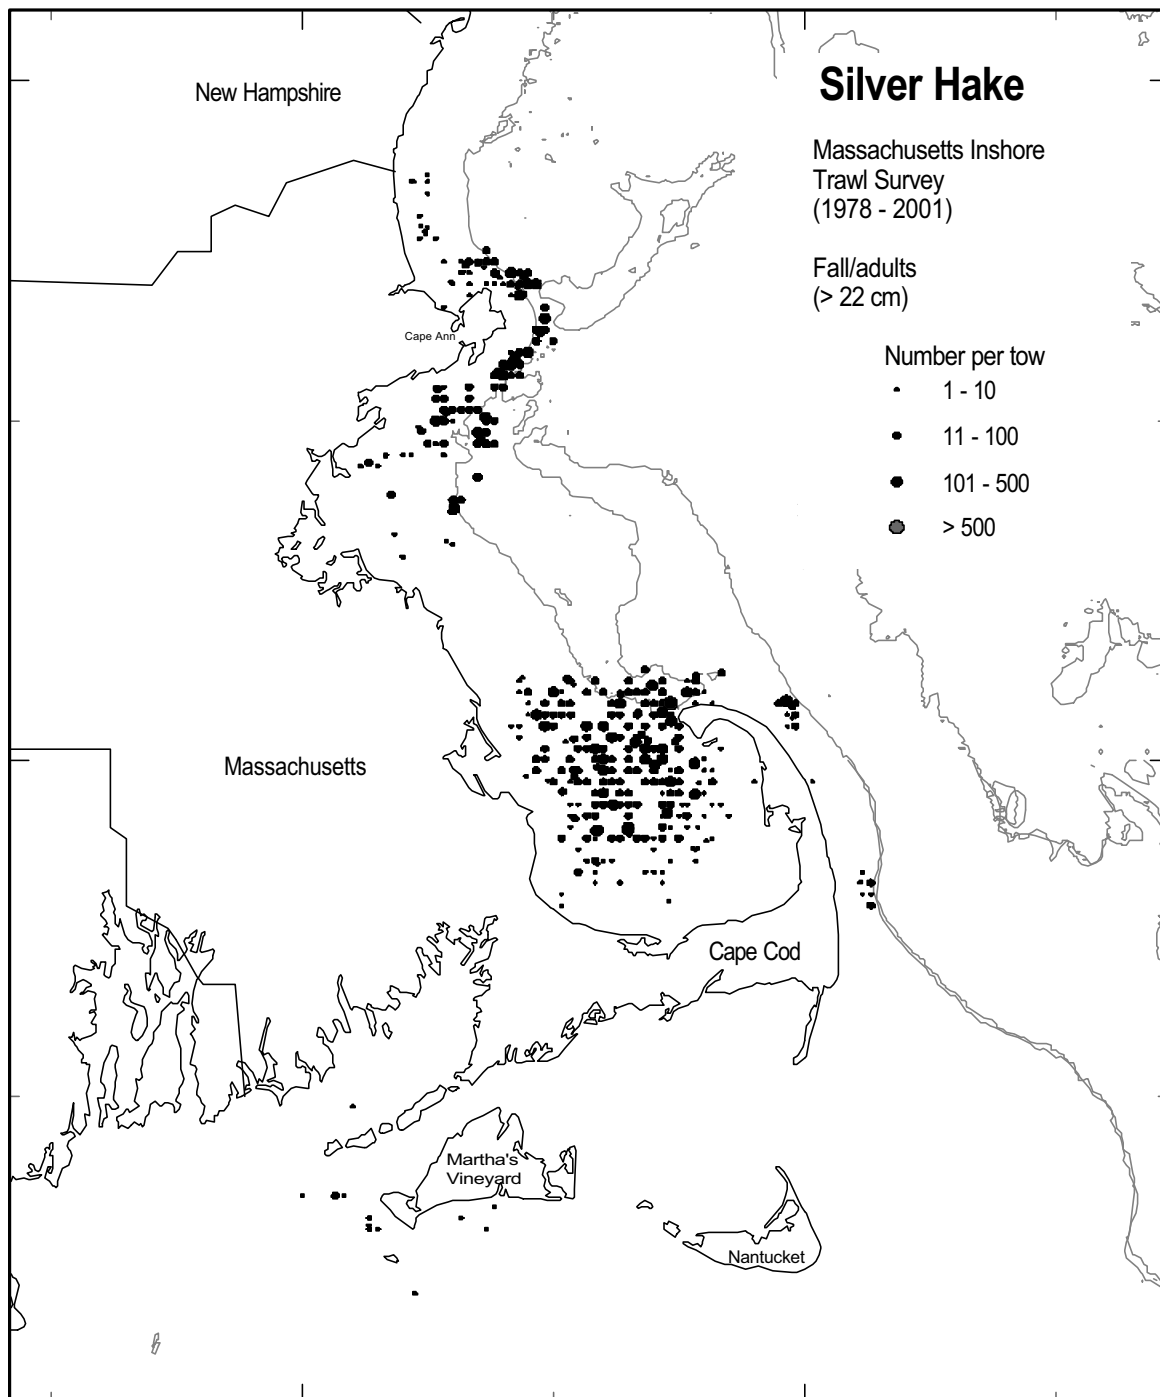 New Hampshire
Silver Hake
Massachusetts Inshore
Trawl Survey
(1978 - 2001)
Fall/adults
(> 22 cm)
Cape Ann
Number per tow
1 - 10
11 - 100
101 - 500
> 500
Massachusetts
Cape Cod
Martha's
Vineyard
Nantucket